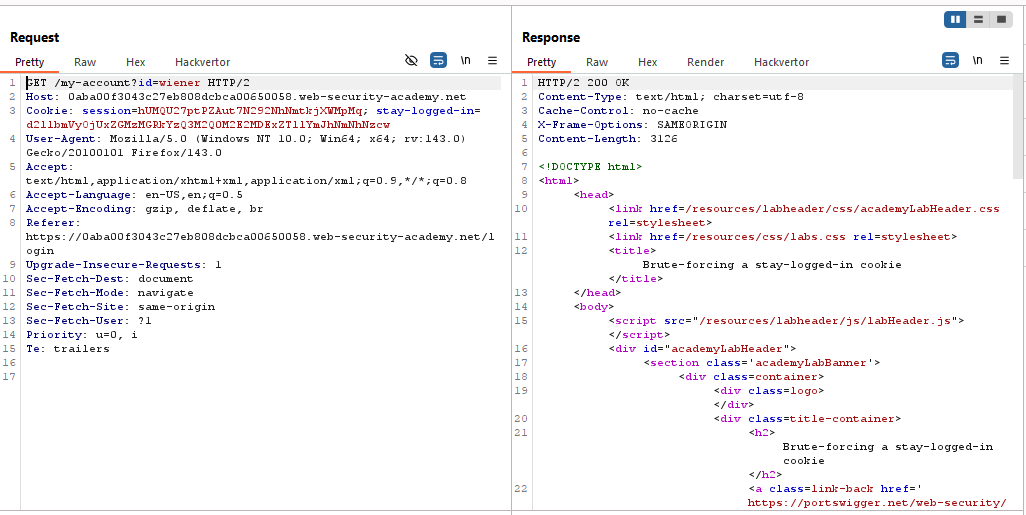 Request
Pretty Raw Hex Hackvertor \n
1 GET /my-account?id=wiener HTTP/2
2 Host: 0aba00f3043c27eb808dcbca00650058.web-security-academy.net
3 Cookie: session=hUMQU27ptPZAut7N292NhNmtkjXWMpMq; stay-logged-in=
d2llbmVyOjUxZGMzMGRkYzQ3M2Q0M2E2MDExZTllYmJhNmNhNzcw
4 User-Agent: Mozilla/5.0 (Windows NT 10.0; Win64; x64; rv:143.0)
Gecko/20100101 Firefox/143.0
5 Accept:
text/html,application/xhtml+xml,application/xml;q=0.9,*/*;q=0.8
6 Accept-Language: en-US,en;q=0.5
7 Accept-Encoding: gzip, deflate, br
8 Referer:
https://0aba00f3043c27eb808dcbca00650058.web-security-academy.net/l
ogin
9 Upgrade-Insecure-Requests: 1
10 Sec-Fetch-Dest: document
11 Sec-Fetch-Mode: navigate
12 Sec-Fetch-Site: same-origin
13 Sec-Fetch-User: ?1
14 Priority: u=0, i
15 Te: trailers
16
17
Response
Pretty Raw Hex Render Hackvertor \n
1 HTTP/2 200 OK
2 Content-Type: text/html; charset=utf-8
3 Cache-Control: no-cache
4 X-Frame-Options: SAMEORIGIN
5 Content-Length: 3126
6
7 <!DOCTYPE html>
8 <html>
9 <head>
10 <link href=/resources/labheader/css/academyLabHeader.css
rel=stylesheet>
11 <link href=/resources/css/labs.css rel=stylesheet>
12 <title>
Brute-forcing a stay-logged-in cookie
</title>
13 </head>
14 <body>
15 <script src="/resources/labheader/js/labHeader.js">
</script>
16 <div id="academyLabHeader">
17 <section class='academyLabBanner'>
18 <div class=container>
19 <div class=logo>
</div>
20 <div class=title-container>
21 <h2>
Brute-forcing a stay-logged-in
cookie
</h2>
22 <a class=link-back href='
https://portswigger.net/web-security/